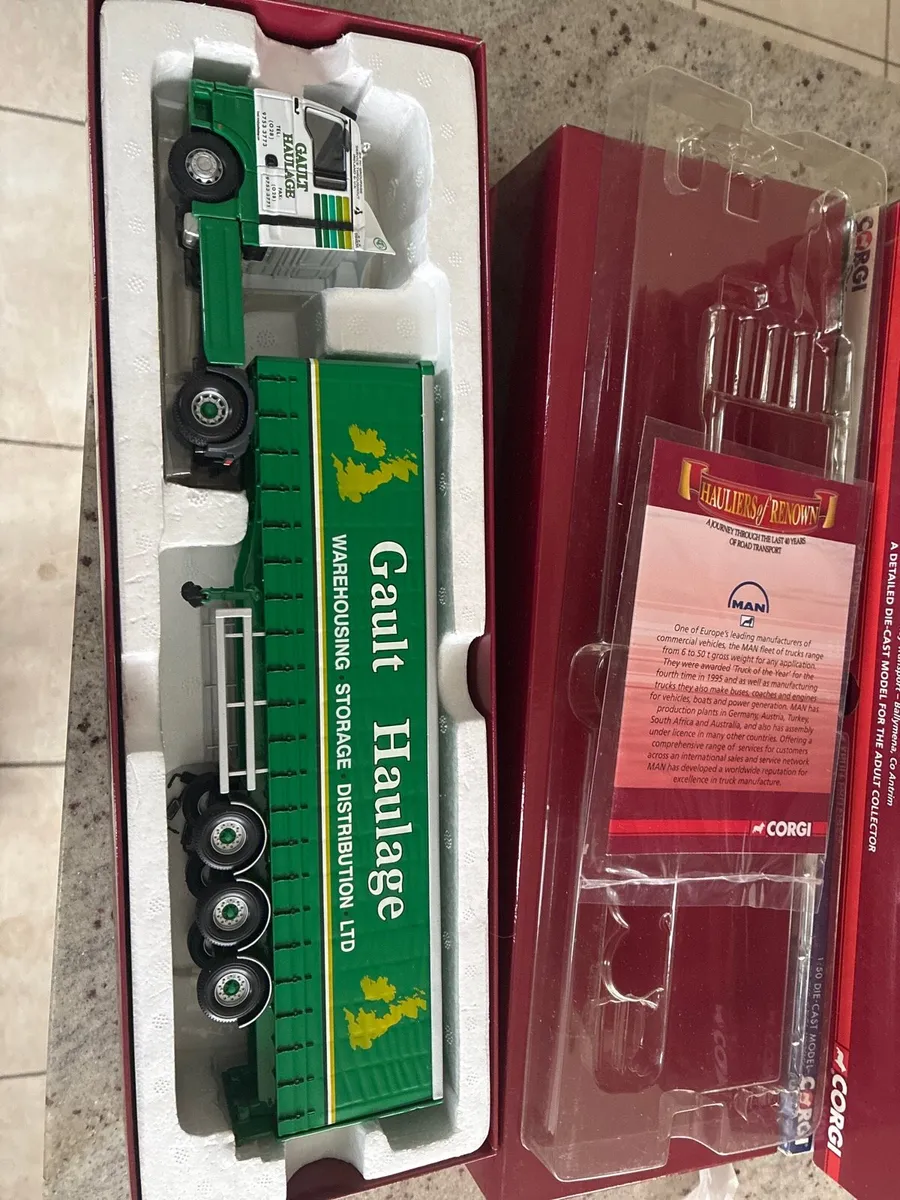 GAULT
HAULAGE
TEL:
(028)
FAX:
(028)
Gault Haulage
WAREHOUSING · STORAGE · DISTRIBUTION · LTD
CORGI
HAULIERS of RENOWN
A JOURNEY THROUGH THE LAST 40 YEARS
OF ROAD TRANSPORT
MAN
One of Europe's leading manufacturers of
commercial vehicles, the MAN fleet of trucks range
from 6 to 50 t gross weight for any application.
They were awarded 'Truck of the Year' for the
fourth time in 1995 and as well as manufacturing
trucks they also make buses, coaches and engines
for vehicles, boats and power generation. MAN has
production plants in Germany, Austria, Turkey,
South Africa and Australia, and also has assembly
under licence in many other countries. Offering a
comprehensive range of services for customers
across an international sales and service network
MAN has developed a worldwide reputation for
excellence in truck manufacture.
CORGI
Transport - Ballymena, Co Antrim
A DETAILED DIE-CAST MODEL FOR THE ADULT COLLECTOR
CORGI
1:50 DIE-CAST MODEL
CORGI